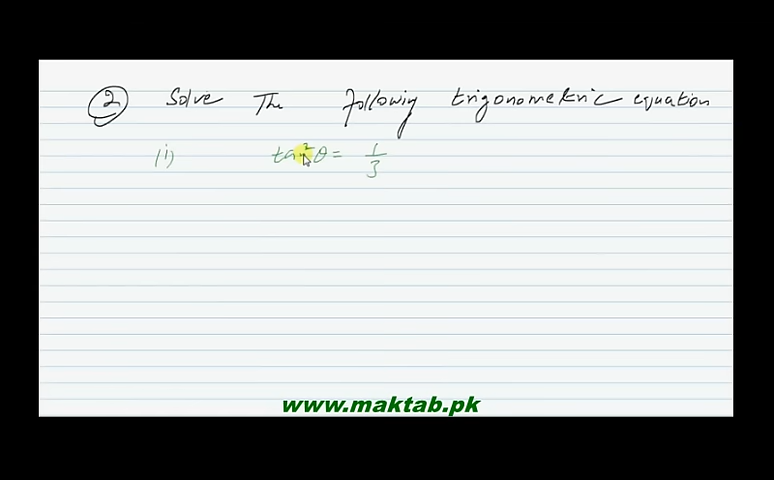 2 Solve The following trigonometric equation
(i) tan²θ = 1/3
www.maktab.pk